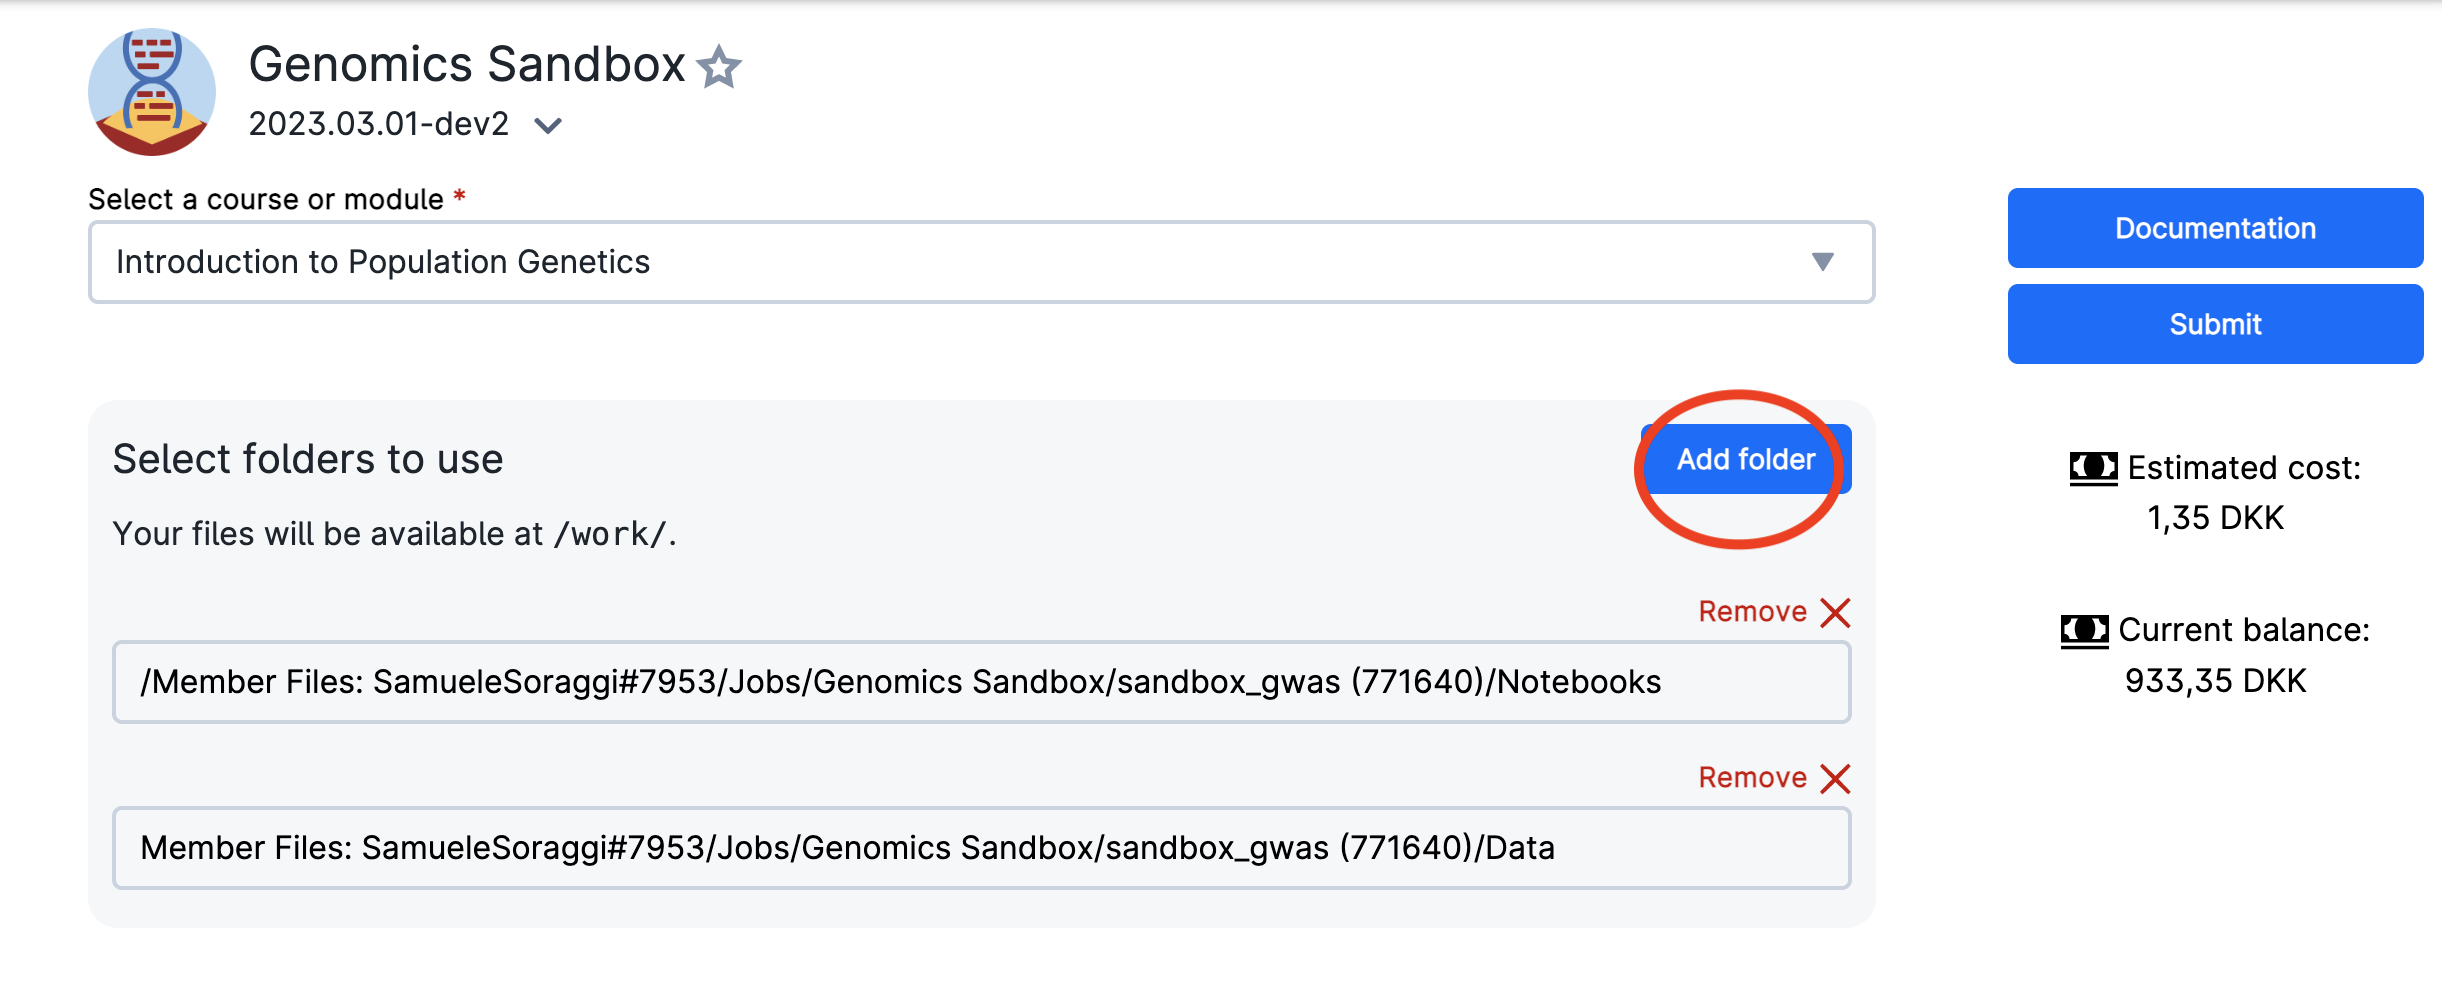 Genomics Sandbox
2023.03.01-dev2
Select a course or module *
Introduction to Population Genetics
Documentation
Submit
Select folders to use
Add folder
Your files will be available at /work/.
Estimated cost:
1,35 DKK
Remove
/Member Files: SamueleSoraggi#7953/Jobs/Genomics Sandbox/sandbox_gwas (771640)/Notebooks
Current balance:
933,35 DKK
Remove
Member Files: SamueleSoraggi#7953/Jobs/Genomics Sandbox/sandbox_gwas (771640)/Data